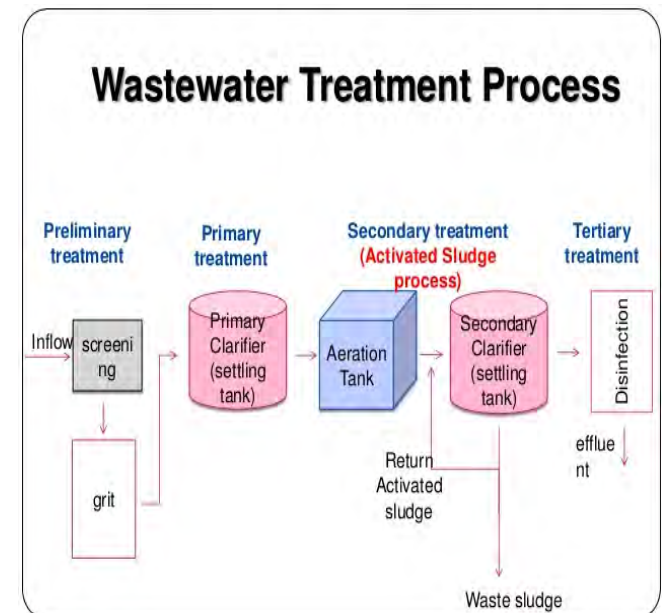 Wastewater Treatment Process
Preliminary
treatment
Primary
treatment
Secondary treatment
(Activated Sludge
process)
Tertiary
treatment
Inflow
screeni
ng
grit
Primary
Clarifier
(settling
tank)
Aeration
Tank
Secondary
Clarifier
(settling
tank)
Disinfection
efflue
nt
Return
Activated
sludge
Waste sludge